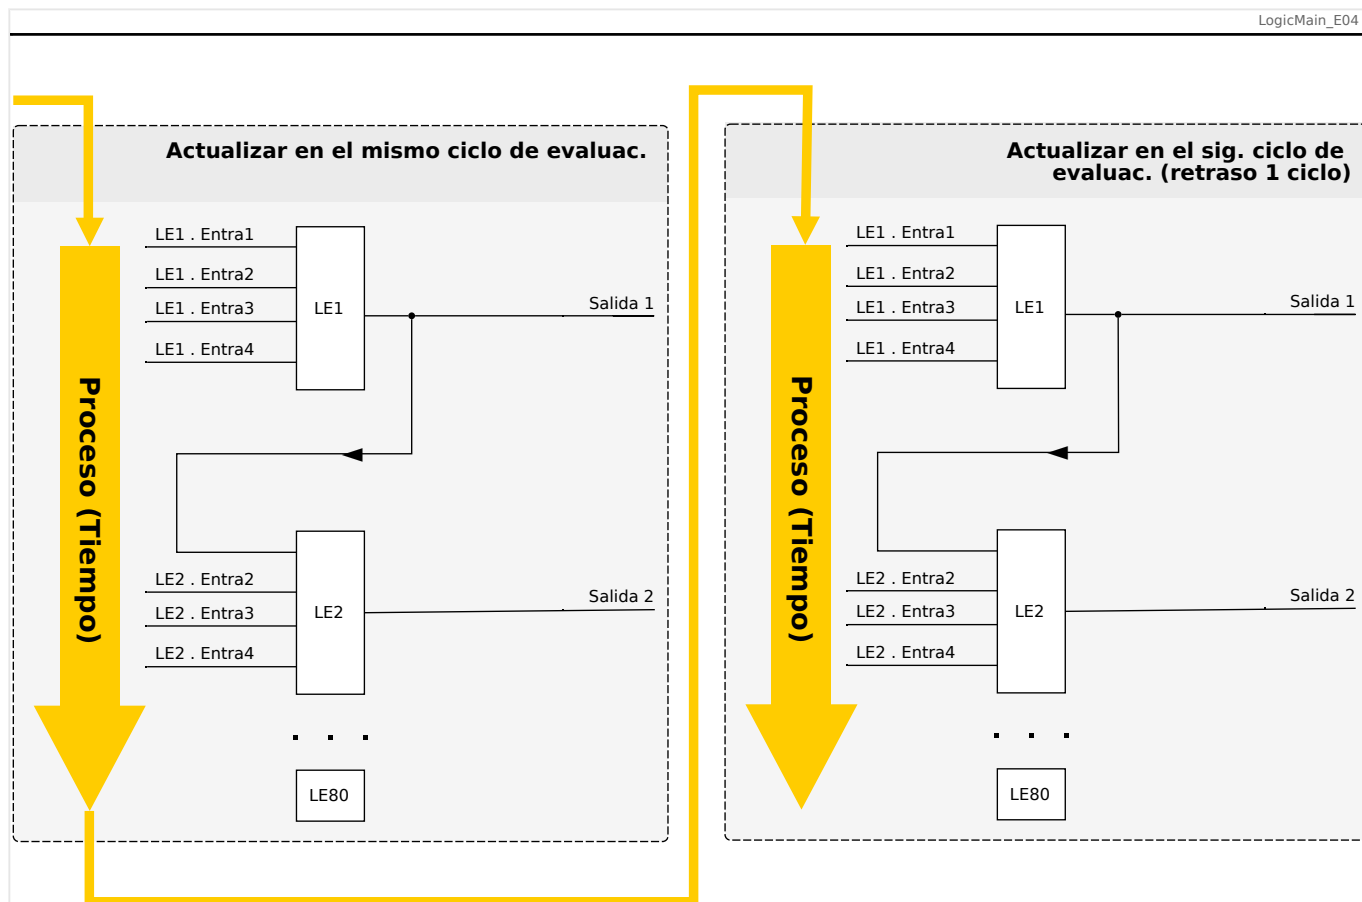 LogicMain_E04
Actualizar en el mismo ciclo de evaluac.
LE1 . Entra1
LE1 . Entra2
LE1 . Entra3
LE1 . Entra4
LE1
Salida 1
Proceso (Tiempo)
LE2 . Entra2
LE2 . Entra3
LE2 . Entra4
LE2
Salida 2
. . .
LE80
Actualizar en el sig. ciclo de
evaluac. (retraso 1 ciclo)
LE1 . Entra1
LE1 . Entra2
LE1 . Entra3
LE1 . Entra4
LE1
Salida 1
Proceso (Tiempo)
LE2 . Entra2
LE2 . Entra3
LE2 . Entra4
LE2
Salida 2
. . .
LE80